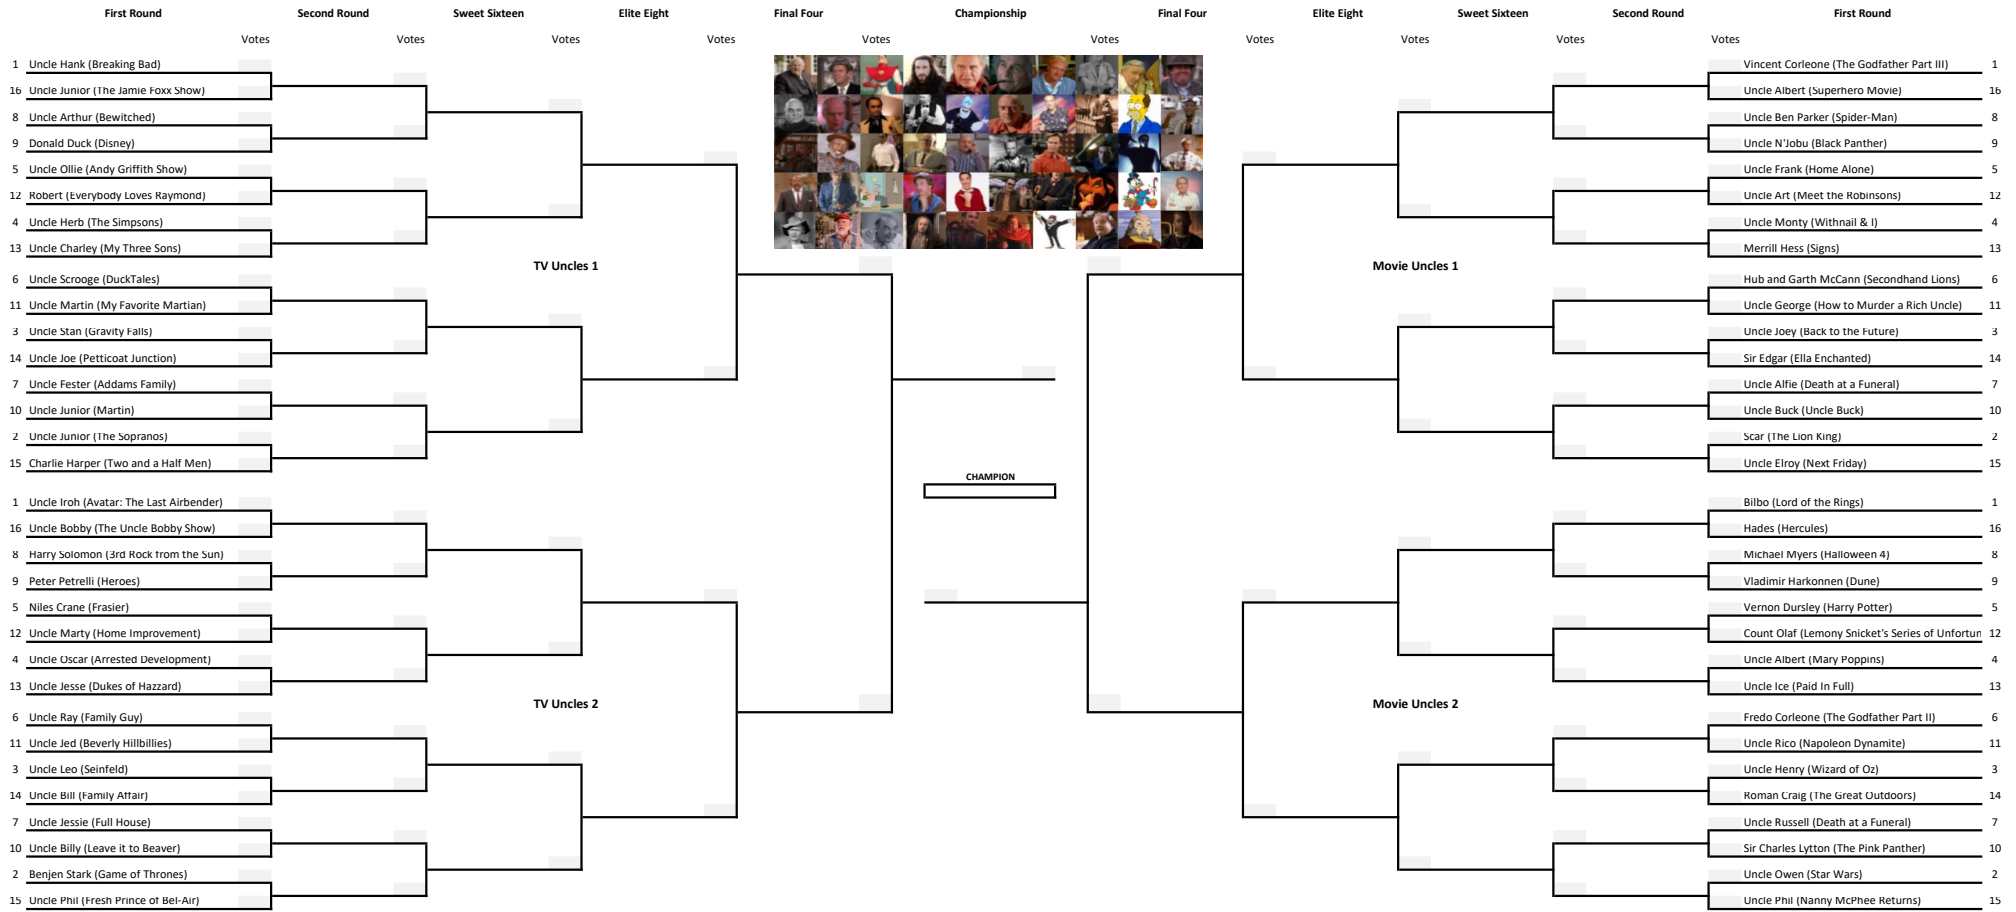 First Round Second Round Sweet Sixteen Elite Eight Final Four Championship Final Four Elite Eight Sweet Sixteen Second Round First Round
Votes Votes Votes Votes Votes Votes Votes Votes Votes Votes
1 Uncle Hank (Breaking Bad)
16 Uncle Junior (The Jamie Foxx Show)
8 Uncle Arthur (Bewitched)
9 Donald Duck (Disney)
5 Uncle Ollie (Andy Griffith Show)
12 Robert (Everybody Loves Raymond)
4 Uncle Herb (The Simpsons)
13 Uncle Charley (My Three Sons)
TV Uncles 1
6 Uncle Scrooge (DuckTales)
11 Uncle Martin (My Favorite Martian)
3 Uncle Stan (Gravity Falls)
14 Uncle Joe (Petticoat Junction)
7 Uncle Fester (Addams Family)
10 Uncle Junior (Martin)
2 Uncle Junior (The Sopranos)
15 Charlie Harper (Two and a Half Men)
1 Uncle Iroh (Avatar: The Last Airbender)
16 Uncle Bobby (The Uncle Bobby Show)
8 Harry Solomon (3rd Rock from the Sun)
9 Peter Petrelli (Heroes)
5 Niles Crane (Frasier)
12 Uncle Marty (Home Improvement)
4 Uncle Oscar (Arrested Development)
13 Uncle Jesse (Dukes of Hazzard)
TV Uncles 2
6 Uncle Ray (Family Guy)
11 Uncle Jed (Beverly Hillbillies)
3 Uncle Leo (Seinfeld)
14 Uncle Bill (Family Affair)
7 Uncle Jessie (Full House)
10 Uncle Billy (Leave it to Beaver)
2 Benjen Stark (Game of Thrones)
15 Uncle Phil (Fresh Prince of Bel-Air)
CHAMPION
Vincent Corleone (The Godfather Part III) 1
Uncle Albert (Superhero Movie) 16
Uncle Ben Parker (Spider-Man) 8
Uncle N'Jobu (Black Panther) 9
Uncle Frank (Home Alone) 5
Uncle Art (Meet the Robinsons) 12
Uncle Monty (Withnail & I) 4
Merrill Hess (Signs) 13
Movie Uncles 1
Hub and Garth McCann (Secondhand Lions) 6
Uncle George (How to Murder a Rich Uncle) 11
Uncle Joey (Back to the Future) 3
Sir Edgar (Ella Enchanted) 14
Uncle Alfie (Death at a Funeral) 7
Uncle Buck (Uncle Buck) 10
Scar (The Lion King) 2
Uncle Elroy (Next Friday) 15
Bilbo (Lord of the Rings) 1
Hades (Hercules) 16
Michael Myers (Halloween 4) 8
Vladimir Harkonnen (Dune) 9
Vernon Dursley (Harry Potter) 5
Count Olaf (Lemony Snicket's Series of Unfortun 12
Uncle Albert (Mary Poppins) 4
Uncle Ice (Paid In Full) 13
Movie Uncles 2
Fredo Corleone (The Godfather Part II) 6
Uncle Rico (Napoleon Dynamite) 11
Uncle Henry (Wizard of Oz) 3
Roman Craig (The Great Outdoors) 14
Uncle Russell (Death at a Funeral) 7
Sir Charles Lytton (The Pink Panther) 10
Uncle Owen (Star Wars) 2
Uncle Phil (Nanny McPhee Returns) 15